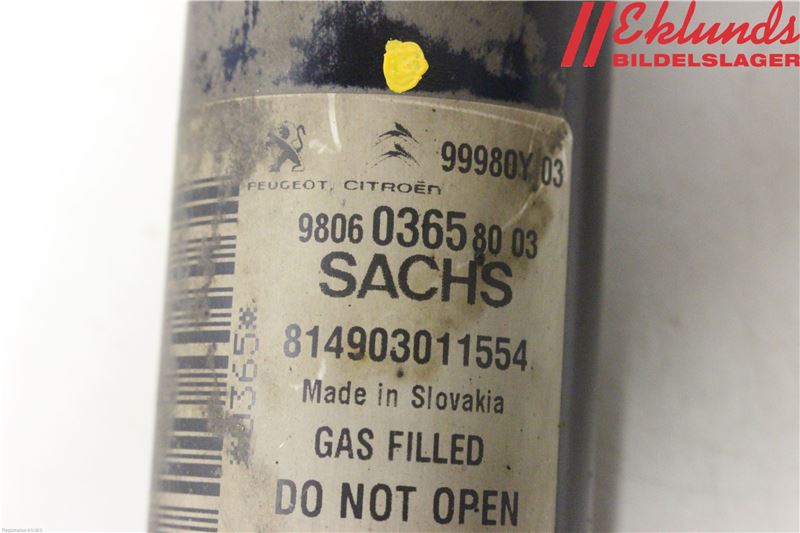 Eklunds
BILDELSLAGER
99980Y 03
PEUGEOT, CITROËN
9806 0365 80 03
SACHS
814903011554
Made in Slovakia
GAS FILLED
DO NOT OPEN
*0365*